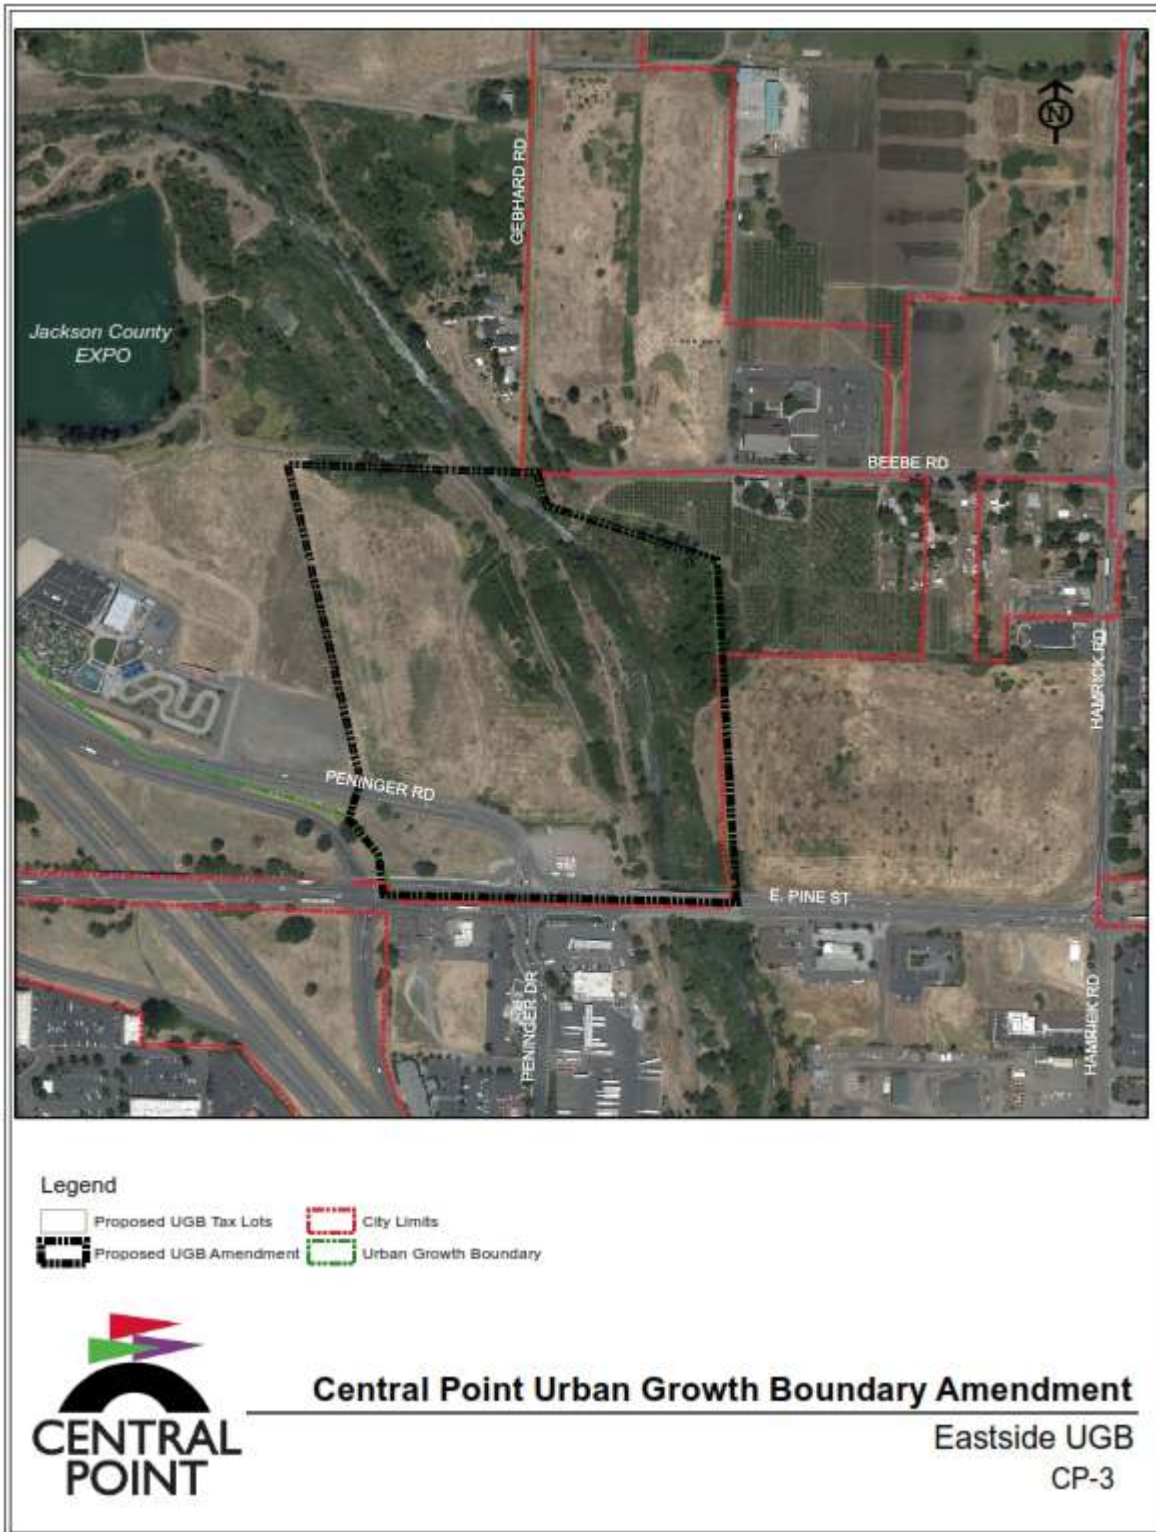 N
GEBHARD RD
Jackson County
EXPO
BEEBE RD
HAMRICK RD
PENINGER RD
E. PINE ST
PENINGER DR
HAMRICK RD
Legend
Proposed UGB Tax Lots
City Limits
Proposed UGB Amendment
Urban Growth Boundary
CENTRAL
POINT
Central Point Urban Growth Boundary Amendment
Eastside UGB
CP-3